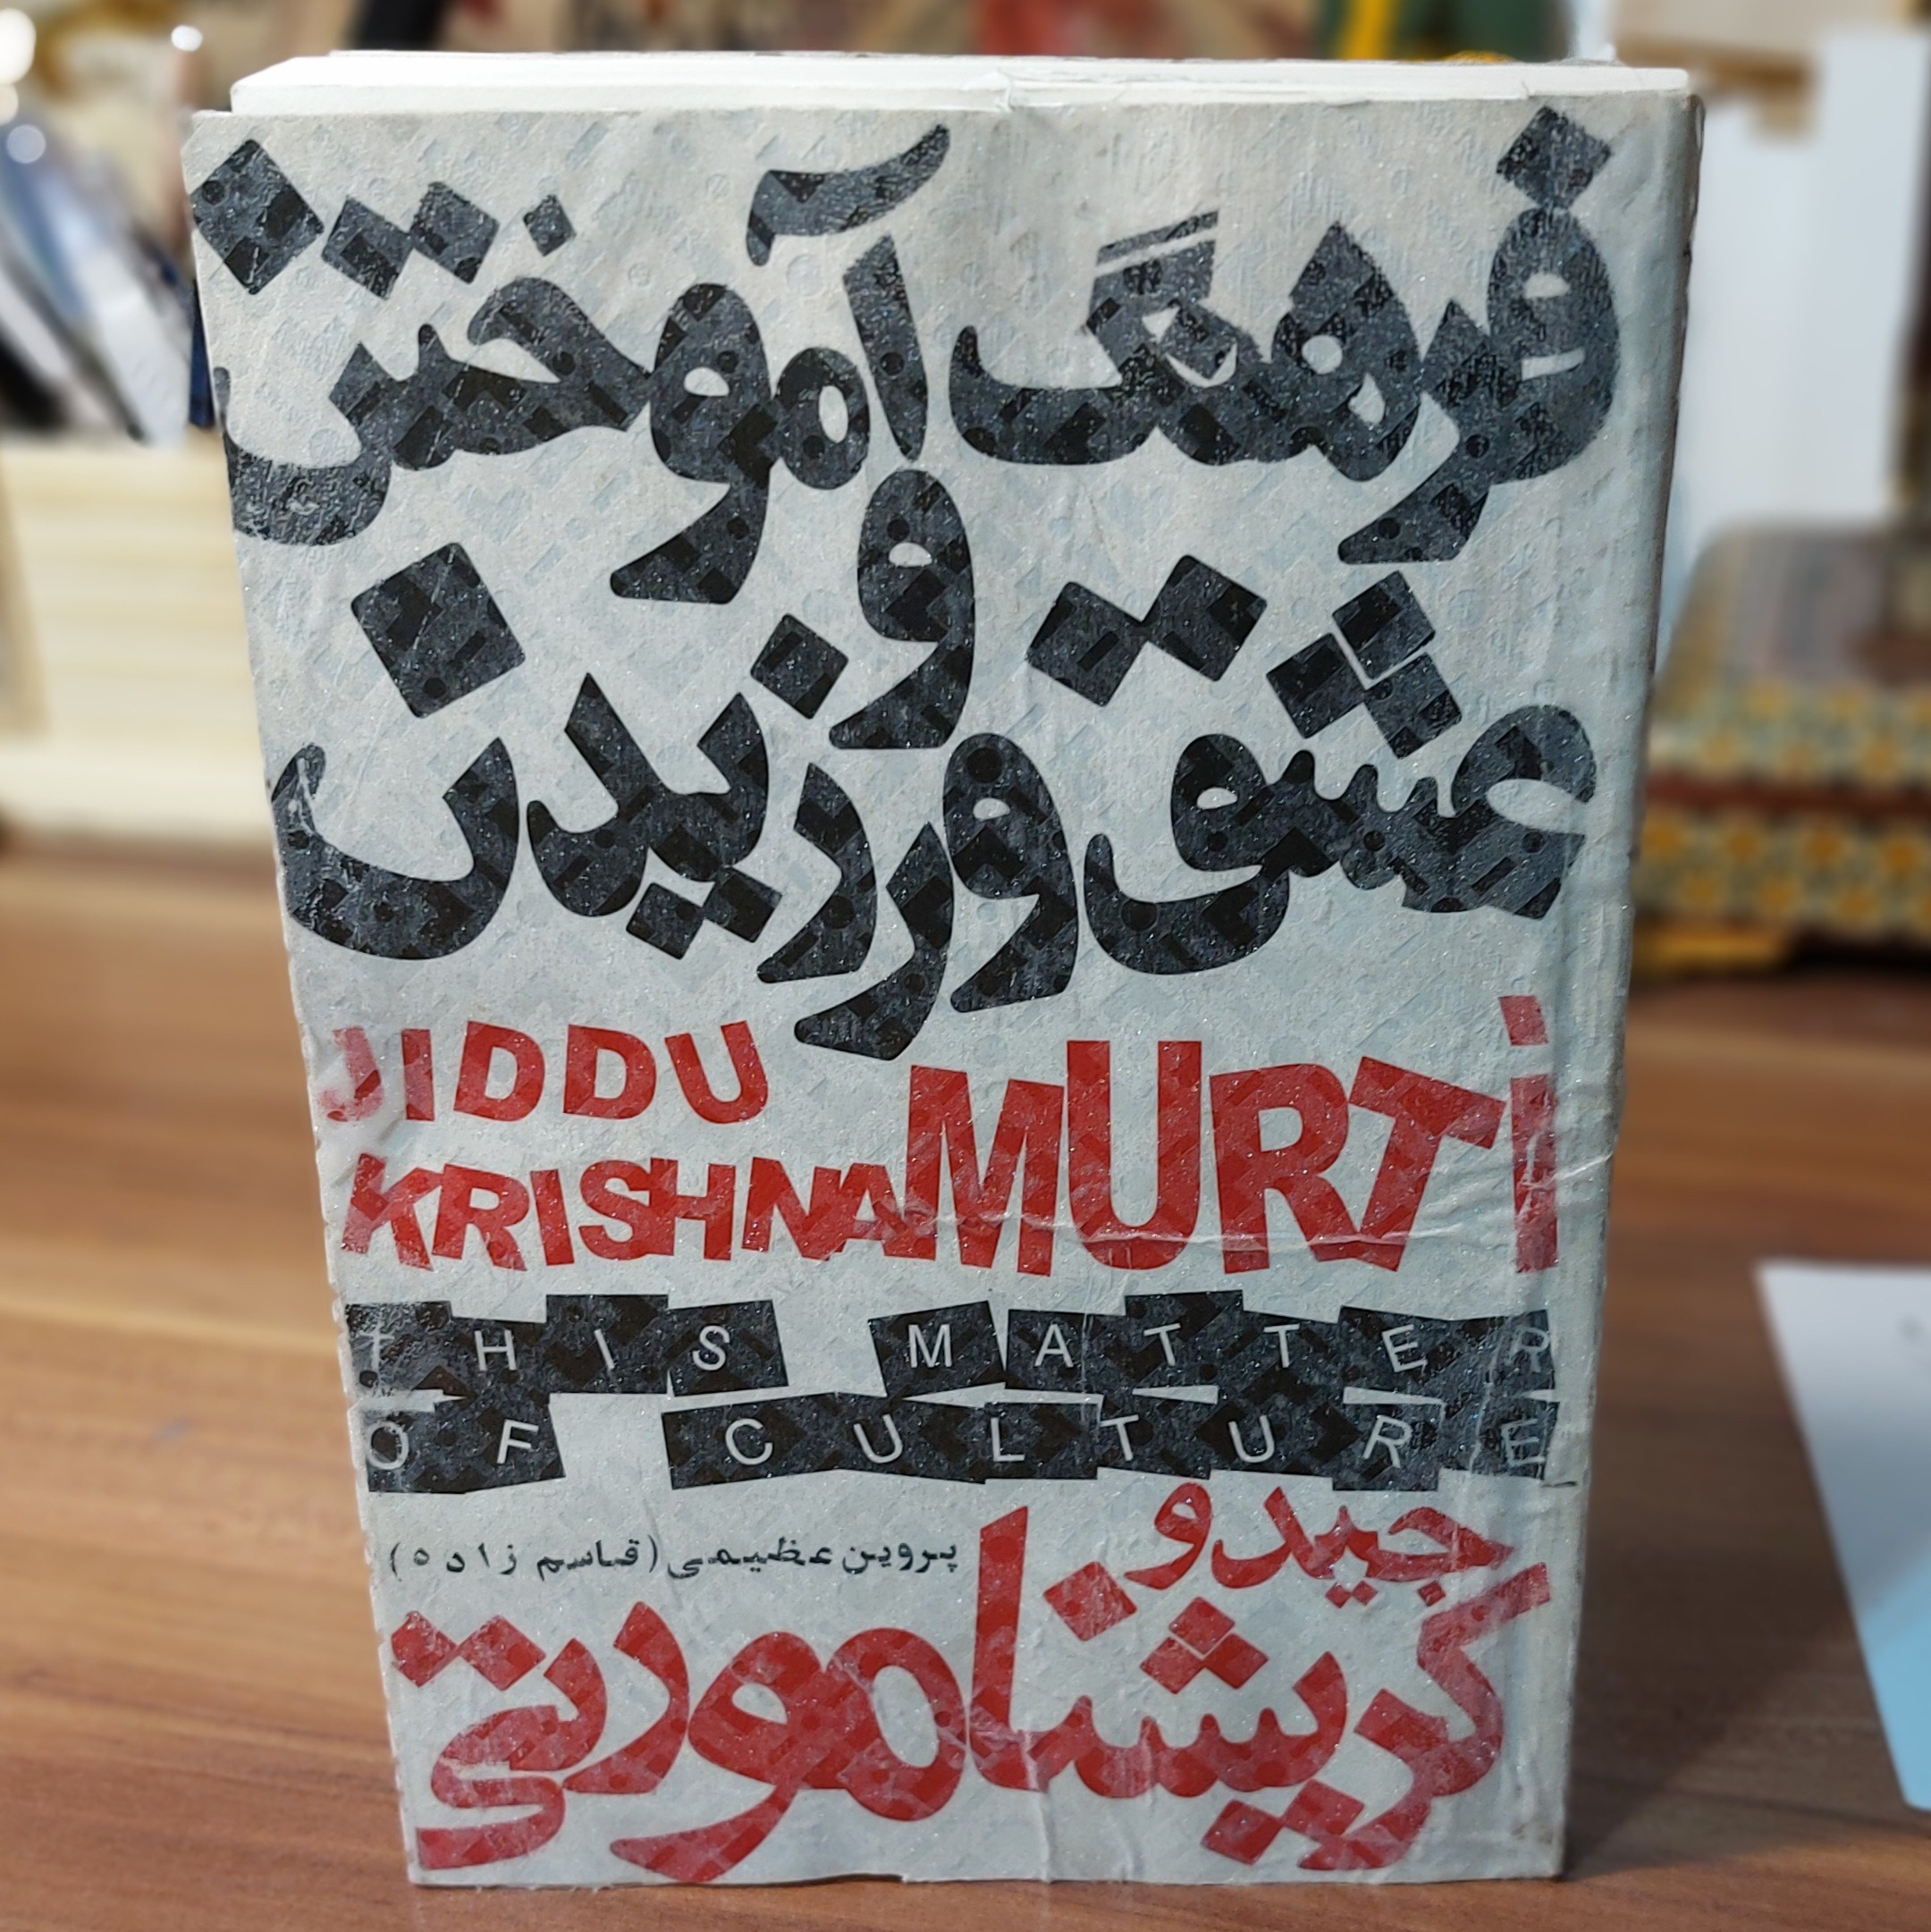 فرهنگ آموختن
و
عشق ورزیدن
JIDDU
KRISHNAMURTi
THIS MATTER
OF CULTURE
جیدو
پروین عظیمی (قاسم زاده)
کریشنامورتی